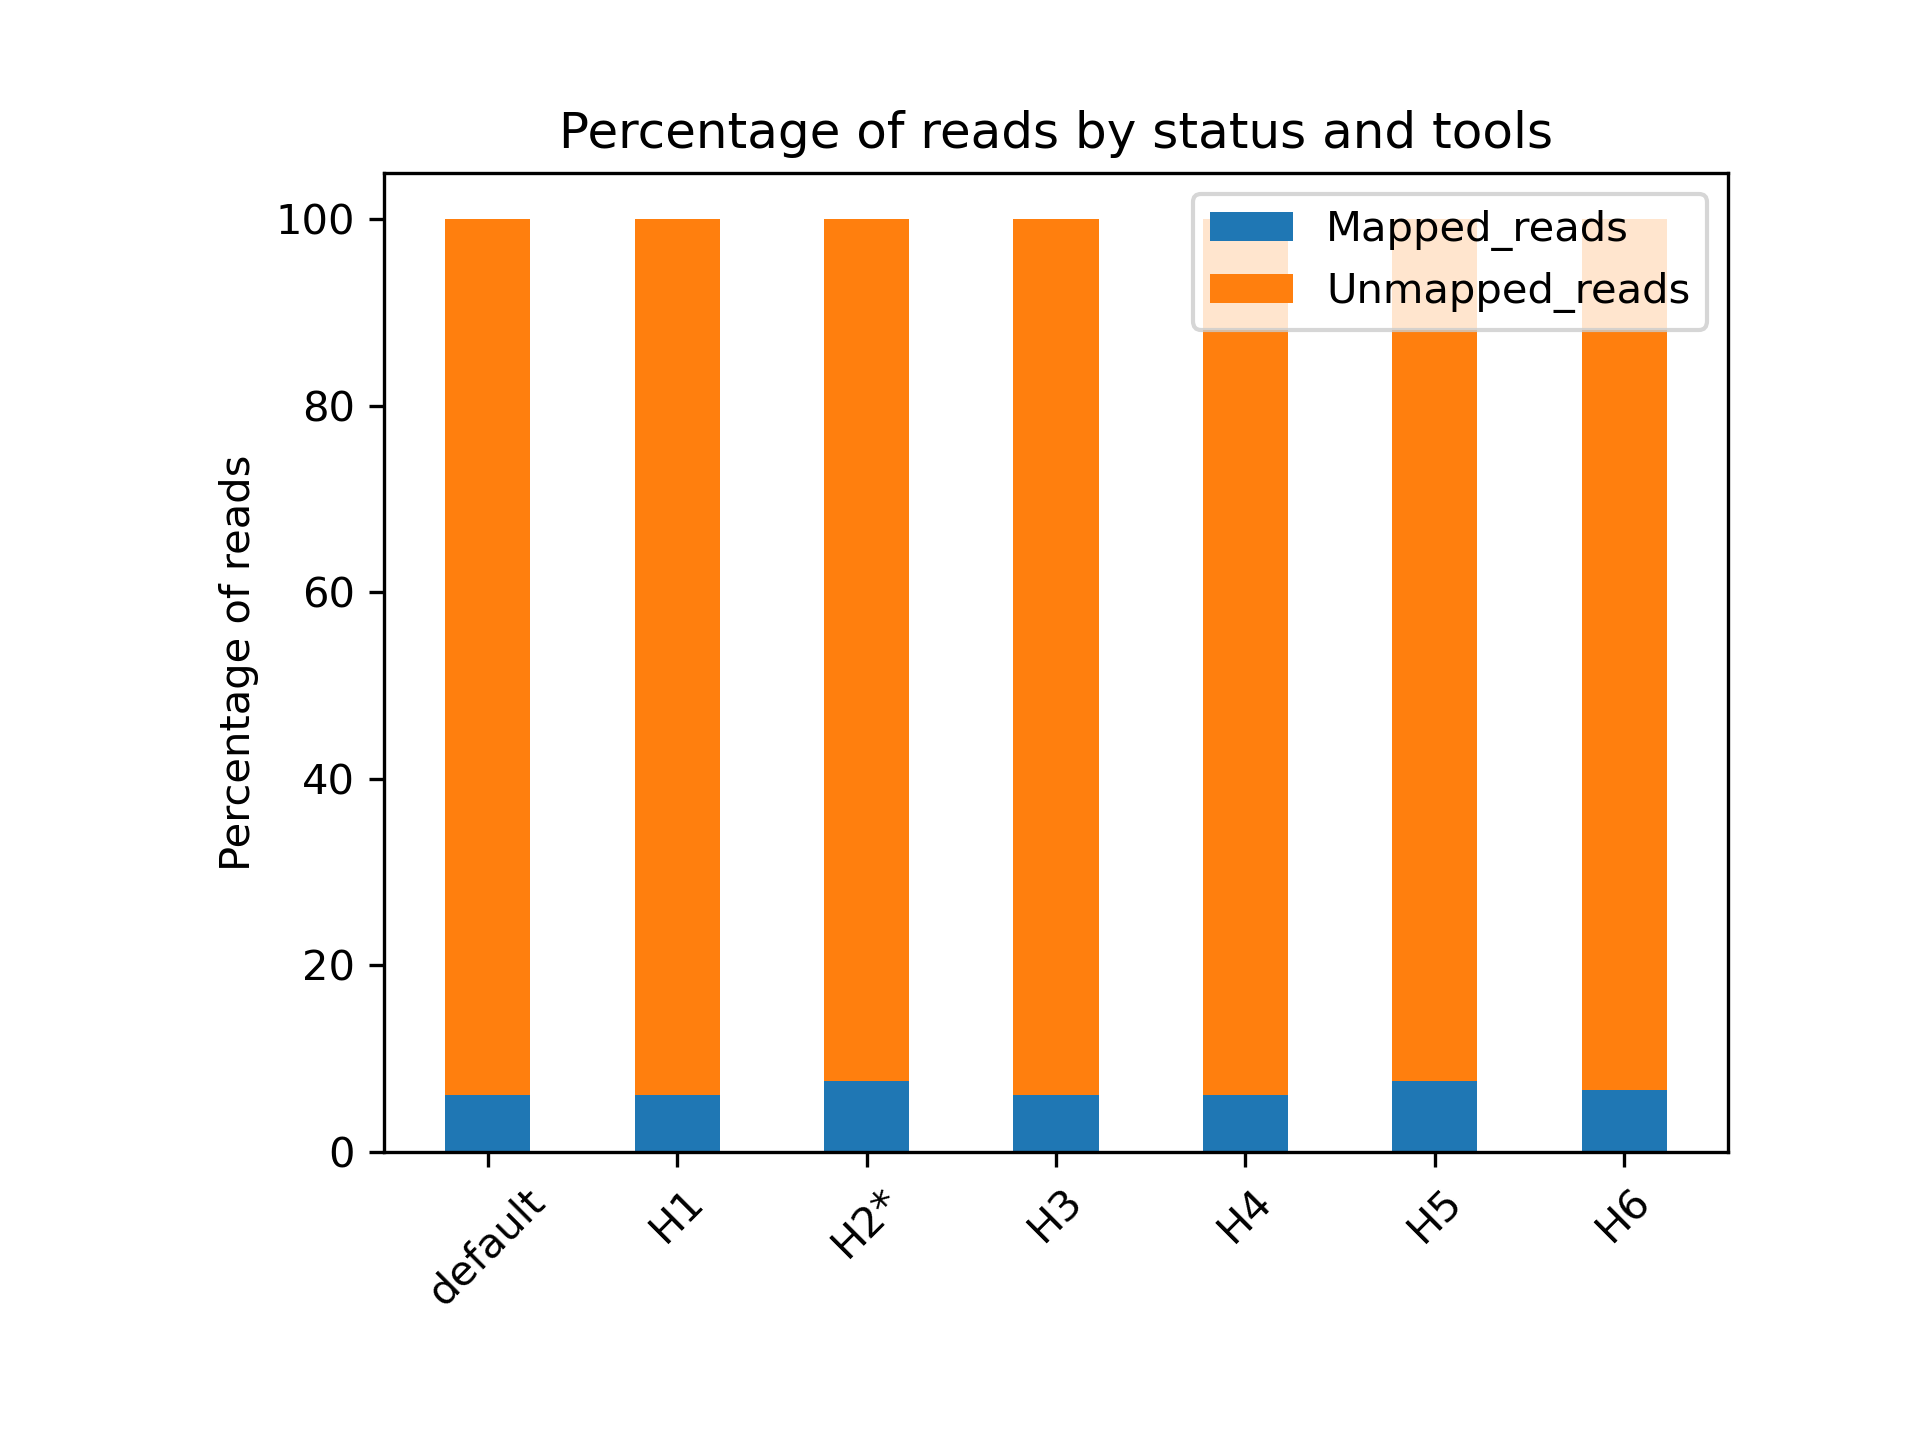 Percentage of reads by status and tools
Mapped_reads
Unmapped_reads
Percentage of reads
100
80
60
40
20
0
default
H1
H2*
H3
H4
H5
H6